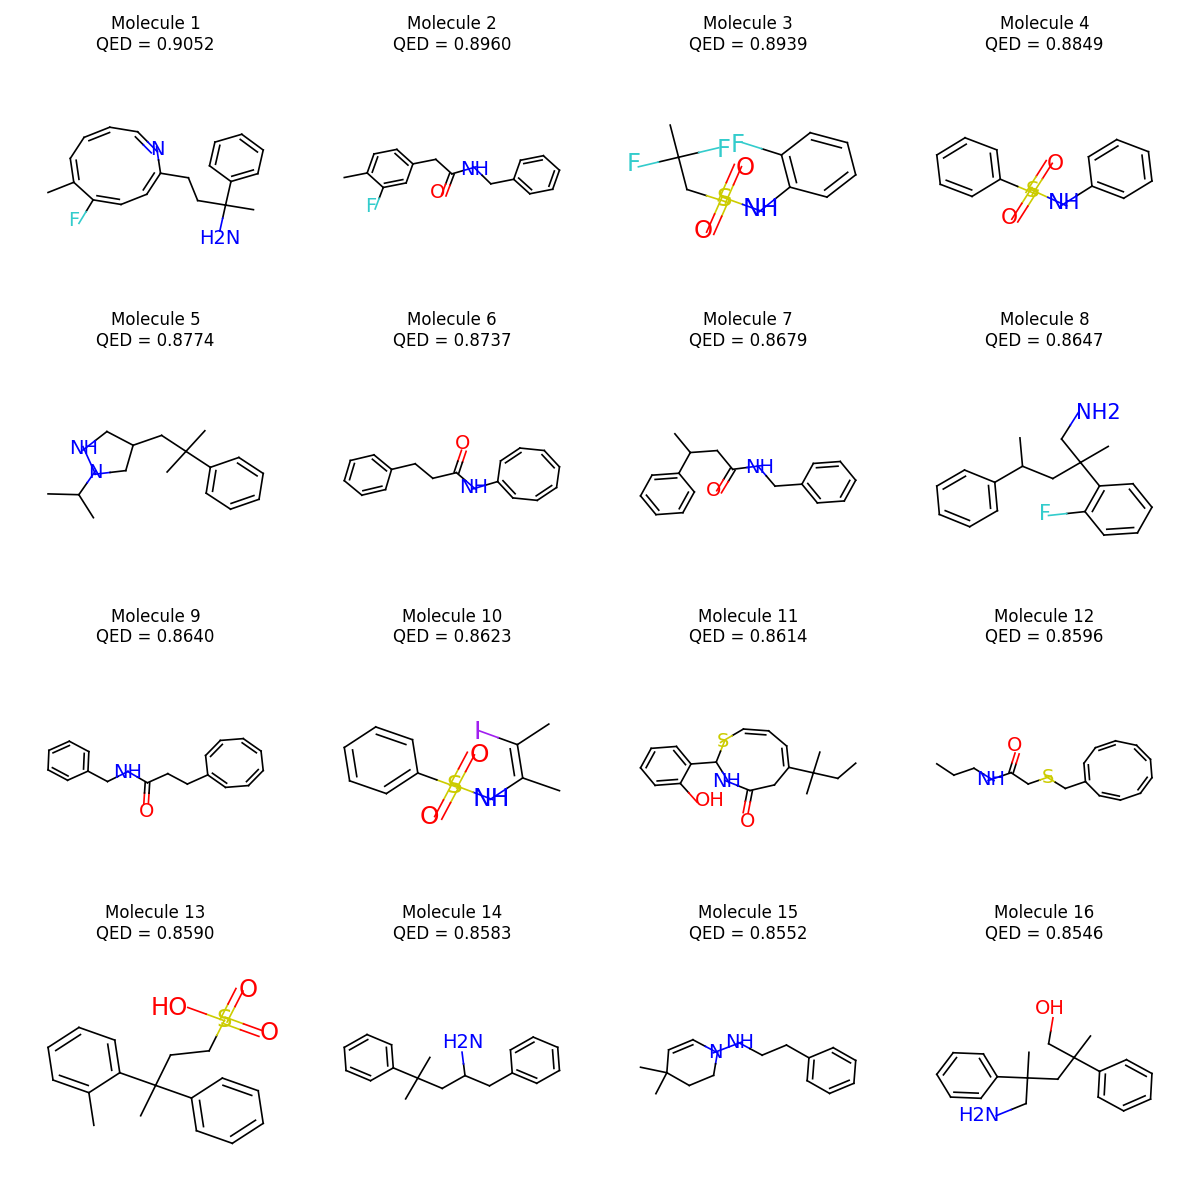 Molecule 1
QED = 0.9052
Molecule 2
QED = 0.8960
Molecule 3
QED = 0.8939
Molecule 4
QED = 0.8849
N
F
H2N
F
O
NH
F
F
F
O
S
O
NH
O
S
O
NH
Molecule 5
QED = 0.8774
Molecule 6
QED = 0.8737
Molecule 7
QED = 0.8679
Molecule 8
QED = 0.8647
NH
N
O
NH
O
NH
NH2
F
Molecule 9
QED = 0.8640
Molecule 10
QED = 0.8623
Molecule 11
QED = 0.8614
Molecule 12
QED = 0.8596
NH
O
I
O
S
O
NH
S
NH
OH
O
O
NH
S
Molecule 13
QED = 0.8590
Molecule 14
QED = 0.8583
Molecule 15
QED = 0.8552
Molecule 16
QED = 0.8546
HO
O
S
O
H2N
N
NH
OH
H2N